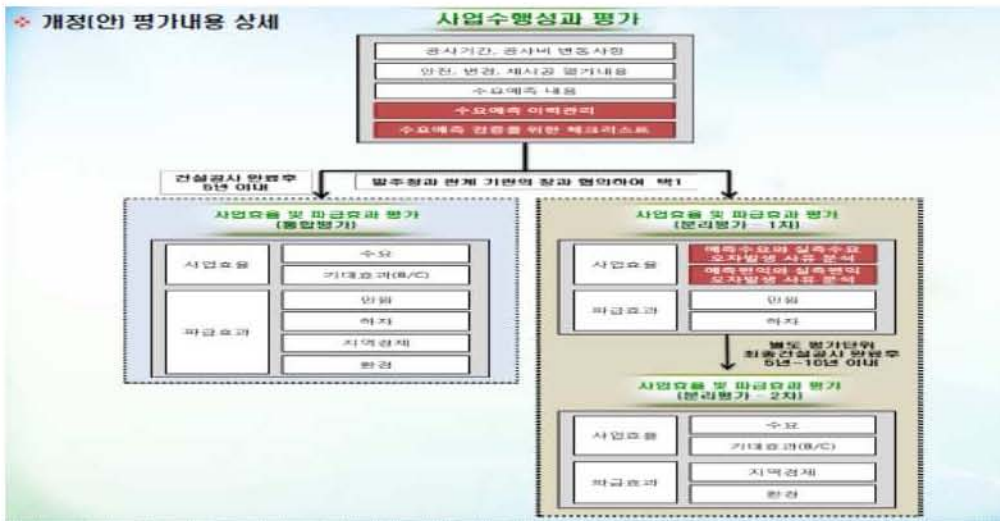 ❖ 개정(안) 평가내용 상세
사업수행성과 평가
공사기간, 공사비 변동사항
안전, 변경, 재시공 평가내용
수요예측 내용
수요예측 이력관리
수요예측 검증을 위한 체크리스트
건설공사 완료후
5년 이내
발주청과 관계 기관의 장과 협의하여 택1
사업효율 및 파급효과 평가
(통합평가)
사업효율
수요
기대효과(B/C)
파급효과
민원
하자
지역경제
환경
사업효율 및 파급효과 평가
(분리평가 - 1차)
사업효율
예측수요와 실측수요
오차발생 사유 분석
예측편익과 실측편익
오차발생 사유 분석
파급효과
민원
하자
별도 평가단위
최종건설공사 완료후
5년~10년 이내
사업효율 및 파급효과 평가
(분리평가 - 2차)
사업효율
수요
기대효과(B/C)
파급효과
지역경제
환경